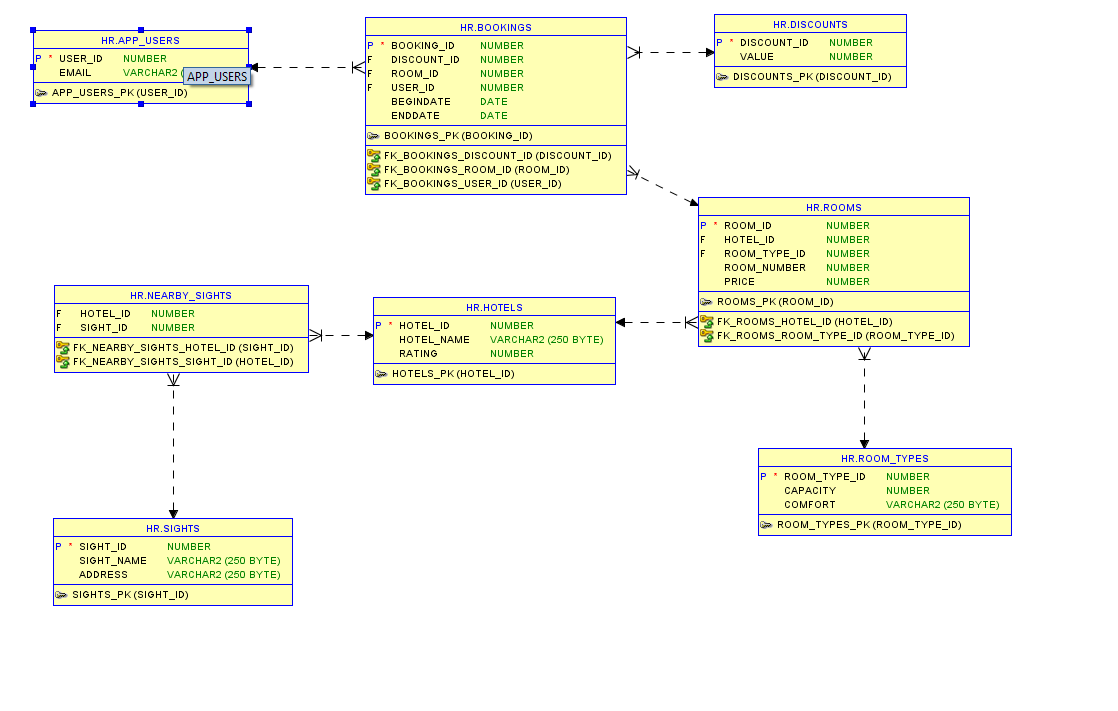 HR.APP_USERS
P * USER_ID NUMBER
EMAIL VARCHAR2 (
APP_USERS
APP_USERS_PK (USER_ID)
HR.BOOKINGS
P * BOOKING_ID NUMBER
F DISCOUNT_ID NUMBER
F ROOM_ID NUMBER
F USER_ID NUMBER
BEGINDATE DATE
ENDDATE DATE
BOOKINGS_PK (BOOKING_ID)
FK_BOOKINGS_DISCOUNT_ID (DISCOUNT_ID)
FK_BOOKINGS_ROOM_ID (ROOM_ID)
FK_BOOKINGS_USER_ID (USER_ID)
HR.DISCOUNTS
P * DISCOUNT_ID NUMBER
VALUE NUMBER
DISCOUNTS_PK (DISCOUNT_ID)
HR.ROOMS
P * ROOM_ID NUMBER
F HOTEL_ID NUMBER
F ROOM_TYPE_ID NUMBER
ROOM_NUMBER NUMBER
PRICE NUMBER
ROOMS_PK (ROOM_ID)
FK_ROOMS_HOTEL_ID (HOTEL_ID)
FK_ROOMS_ROOM_TYPE_ID (ROOM_TYPE_ID)
HR.NEARBY_SIGHTS
F HOTEL_ID NUMBER
F SIGHT_ID NUMBER
FK_NEARBY_SIGHTS_HOTEL_ID (SIGHT_ID)
FK_NEARBY_SIGHTS_SIGHT_ID (HOTEL_ID)
HR.HOTELS
P * HOTEL_ID NUMBER
HOTEL_NAME VARCHAR2 (250 BYTE)
RATING NUMBER
HOTELS_PK (HOTEL_ID)
HR.ROOM_TYPES
P * ROOM_TYPE_ID NUMBER
CAPACITY NUMBER
COMFORT VARCHAR2 (250 BYTE)
ROOM_TYPES_PK (ROOM_TYPE_ID)
HR.SIGHTS
P * SIGHT_ID NUMBER
SIGHT_NAME VARCHAR2 (250 BYTE)
ADDRESS VARCHAR2 (250 BYTE)
SIGHTS_PK (SIGHT_ID)